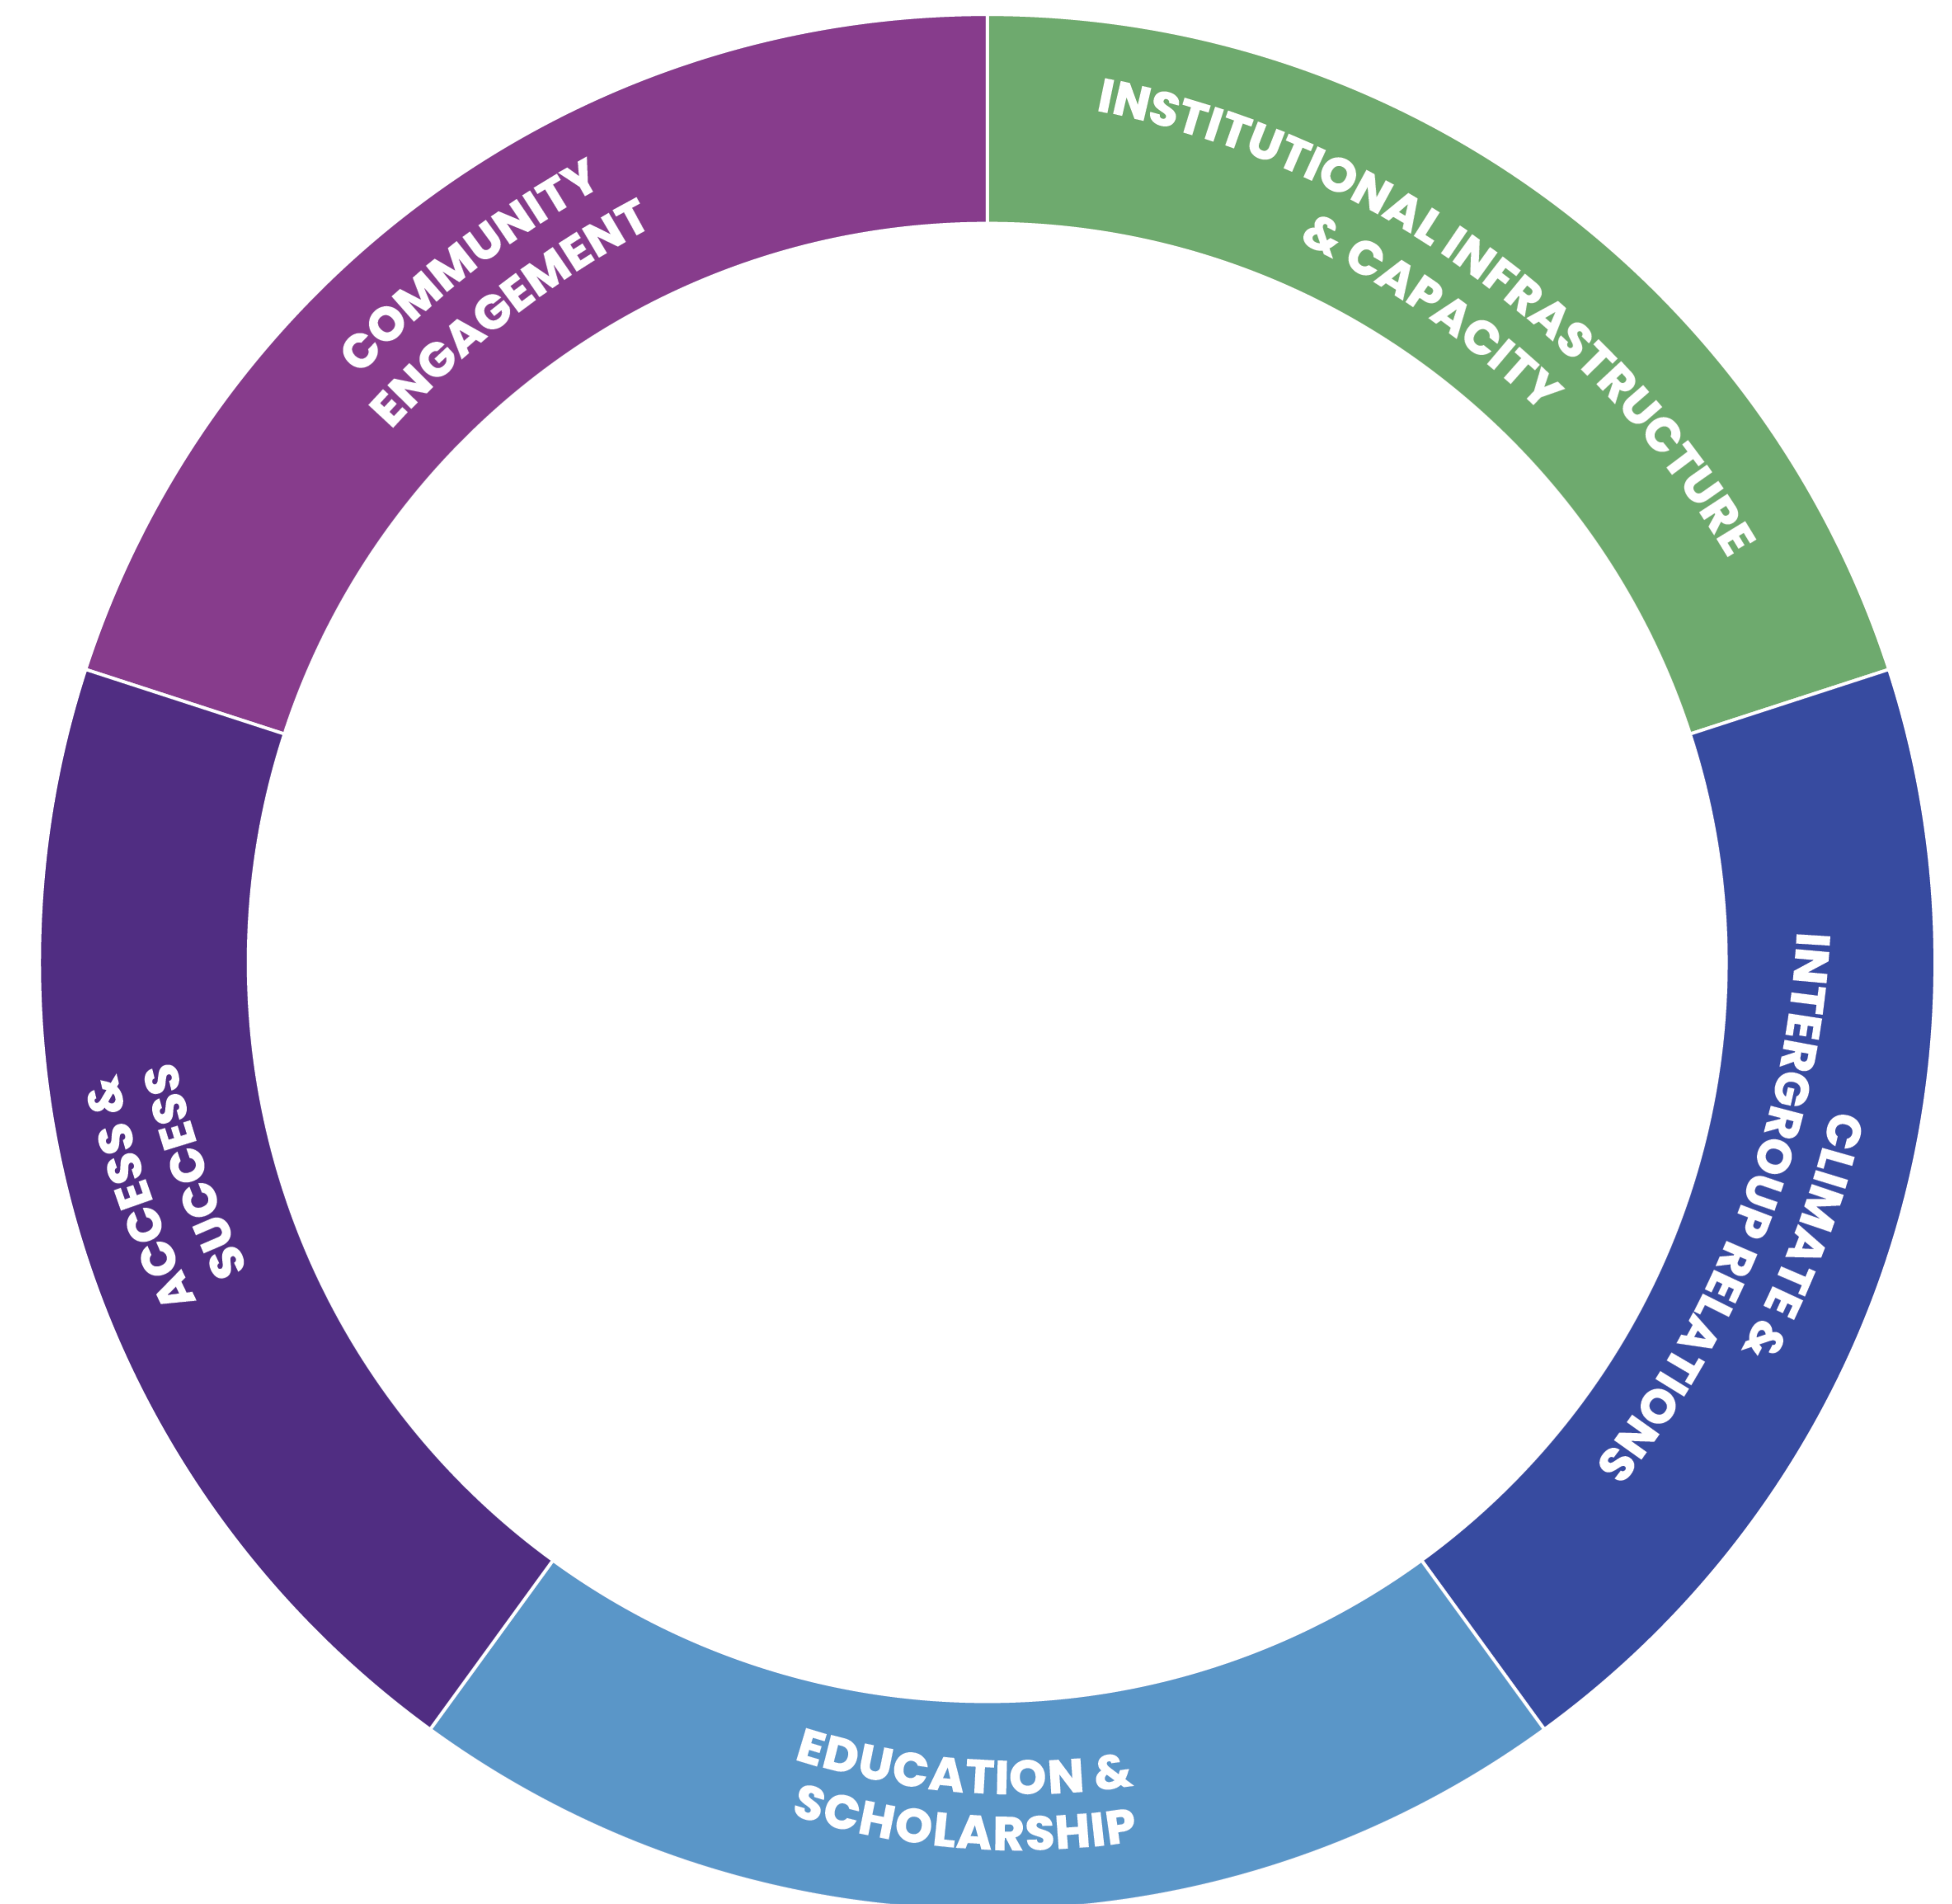 INSTITUTIONAL INFRASTRUCTURE
& CAPACITY
CLIMATE &
INTERGROUP RELATIONS
EDUCATION &
SCHOLARSHIP
ACCESS &
SUCCESS
COMMUNITY
ENGAGEMENT